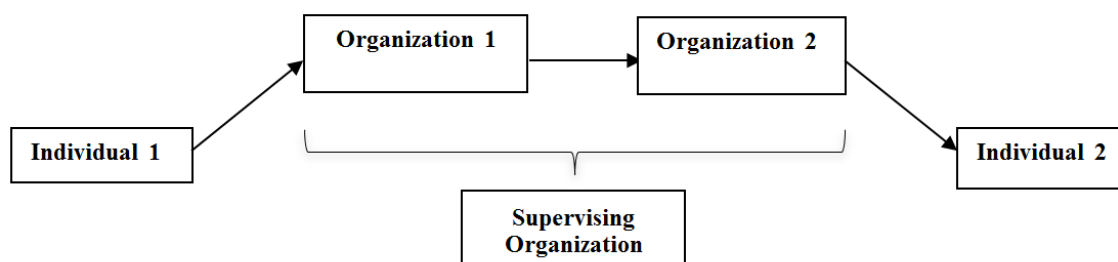 Organization 1
Organization 2
Individual 1
Individual 2
Supervising
Organization